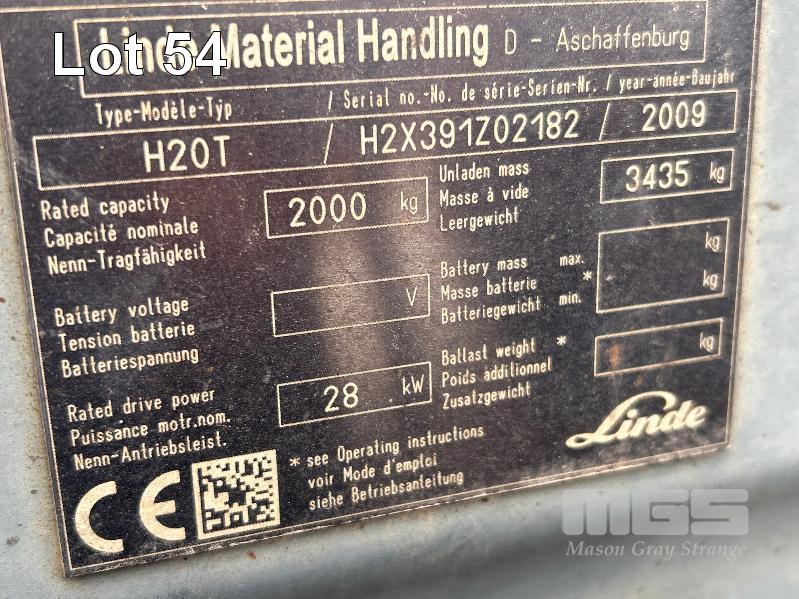 Lot 54
Linde Material Handling D - Aschaffenburg
Type-Modèle-Typ / Serial no.-No. de série-Serien-Nr. / year-année-Baujahr
H20T / H2X391Z02182 / 2009
Rated capacity
Capacité nominale
Nenn-Tragfähigkeit
2000 kg
Unladen mass
Masse à vide
Leergewicht
3435 kg
Battery voltage
Tension batterie
Batteriespannung
V
Battery mass max. kg
Masse batterie * kg
Batteriegewicht min.
Rated drive power
Puissance motr.nom.
Nenn-Antriebsleist.
28 kW
Ballast weight *
Poids additionnel
Zusatzgewicht
kg
Linde
CE
* see Operating instructions
voir Mode d'emploi
siehe Betriebsanleitung
MGS
Mason Gray Strange